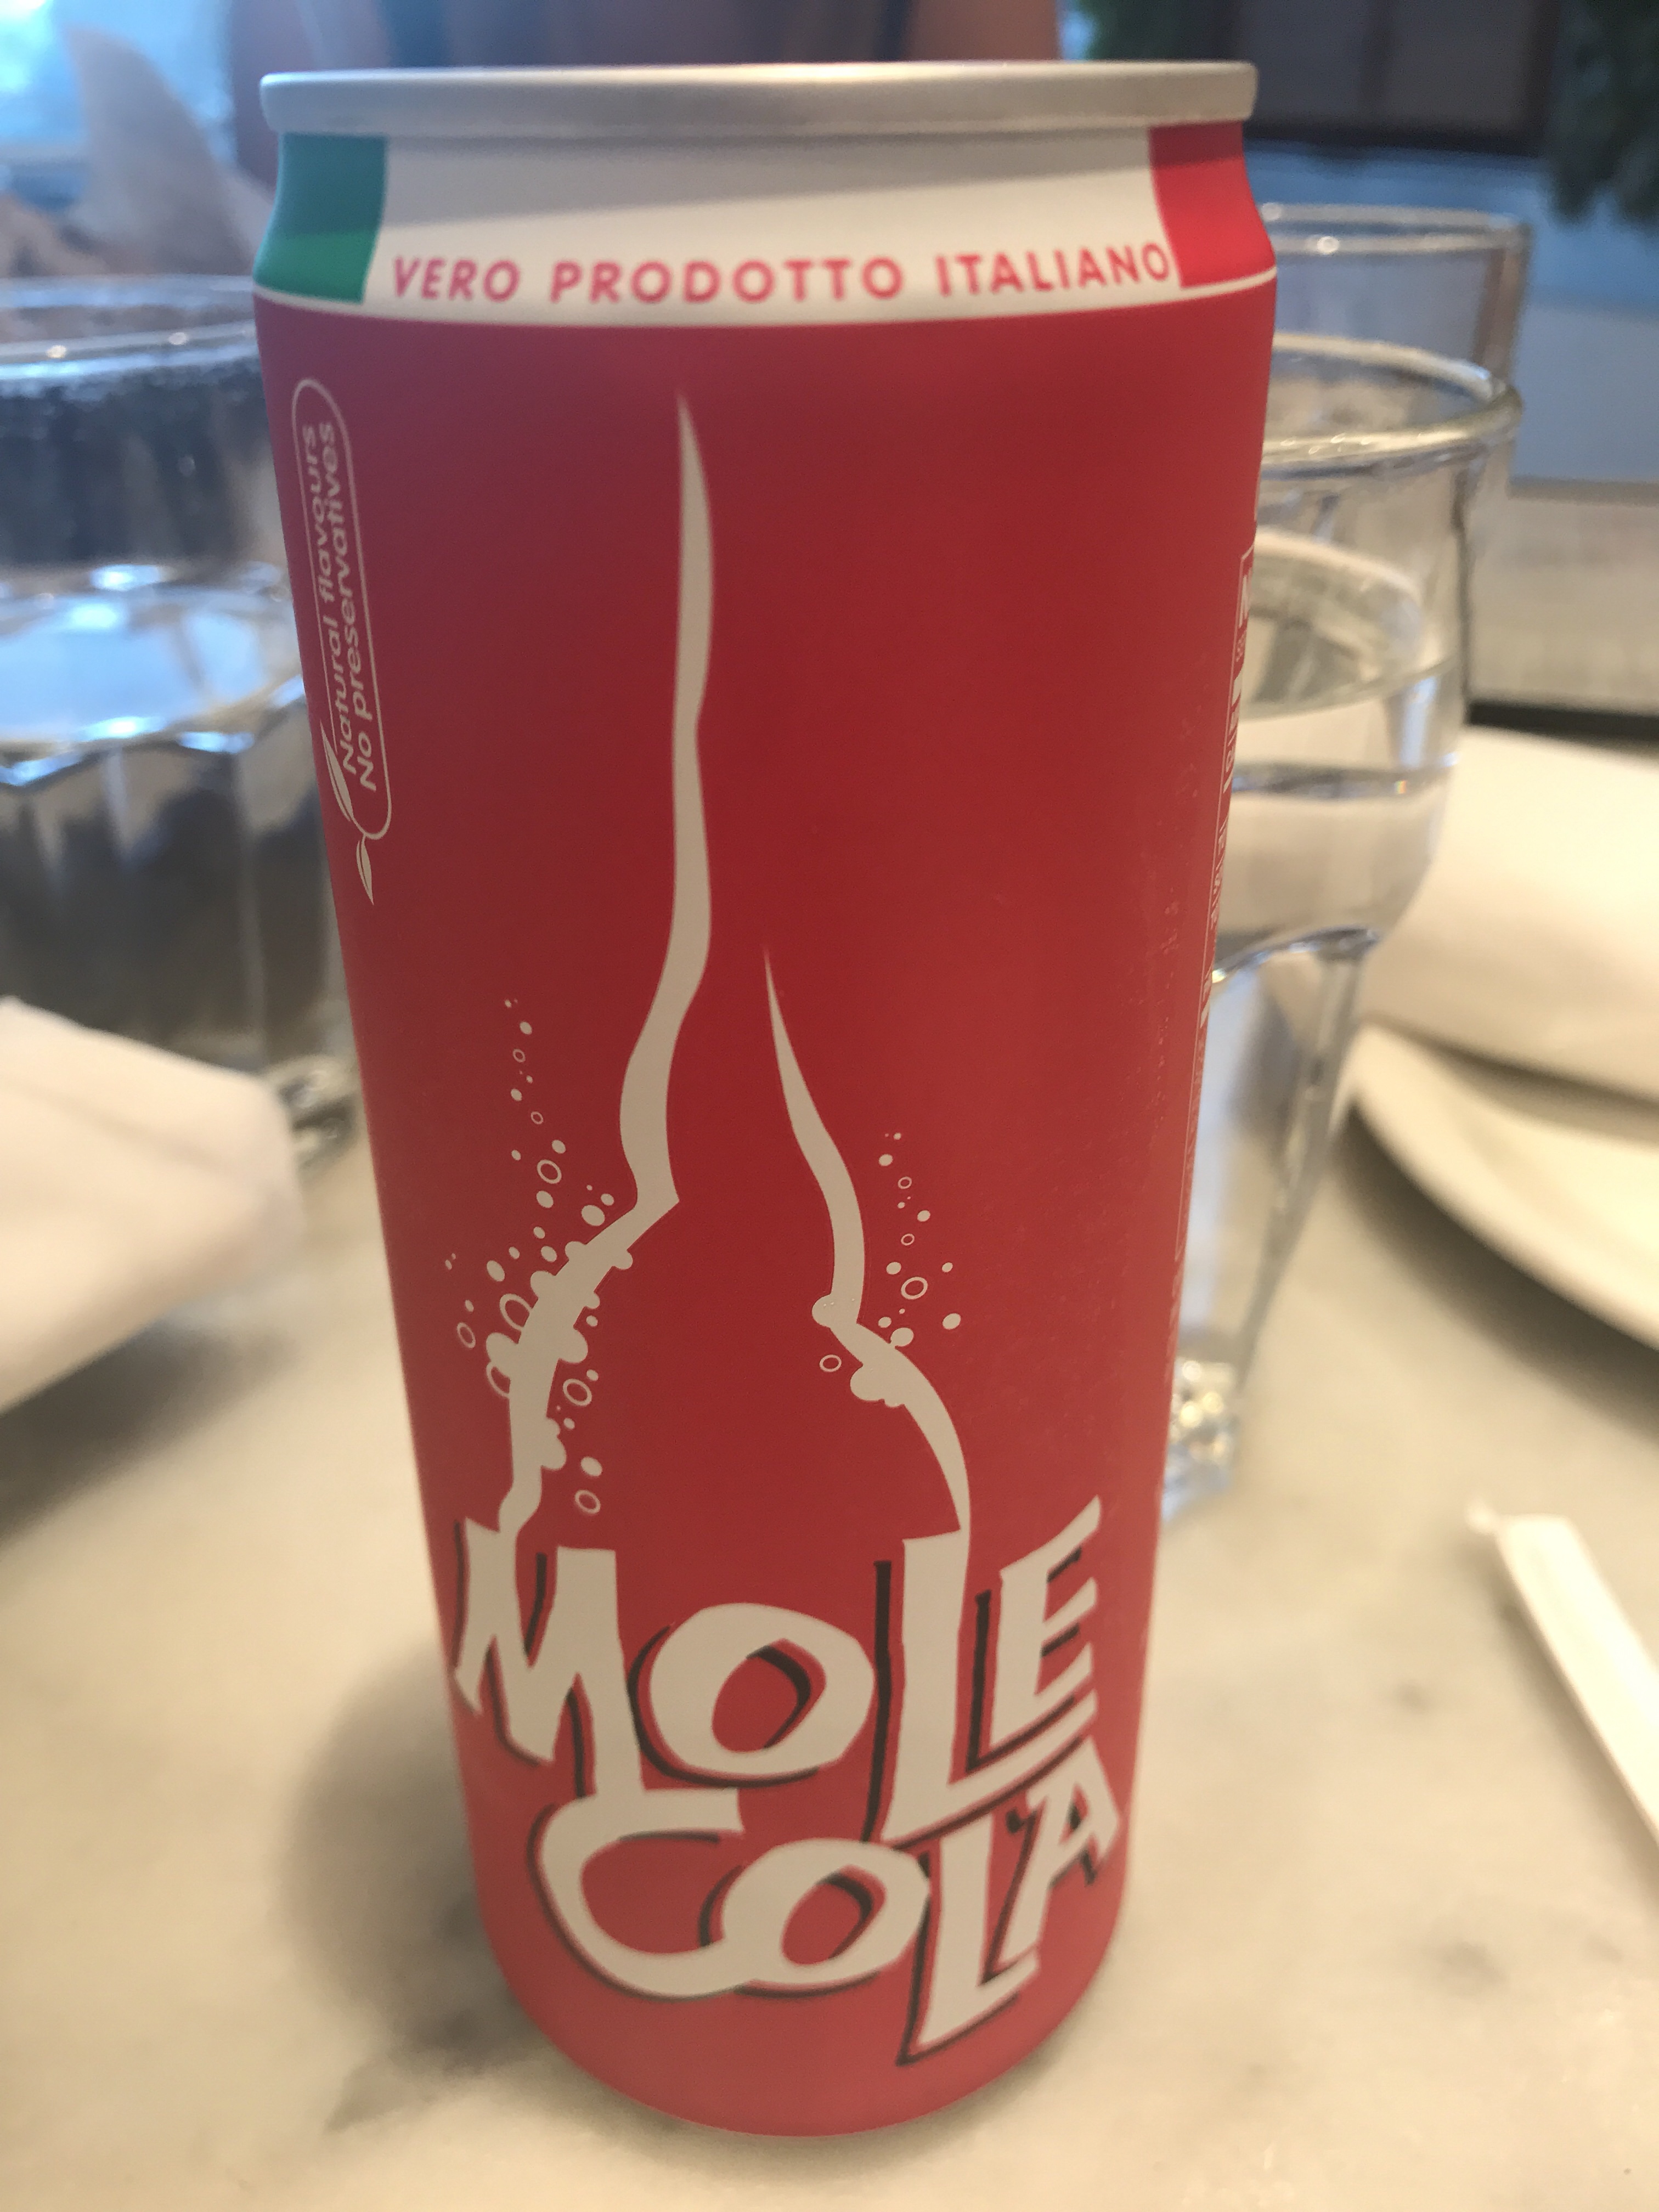 VERO PRODOTTO ITALIANO
Natural flavours
No preservatives
MOLE
COLA